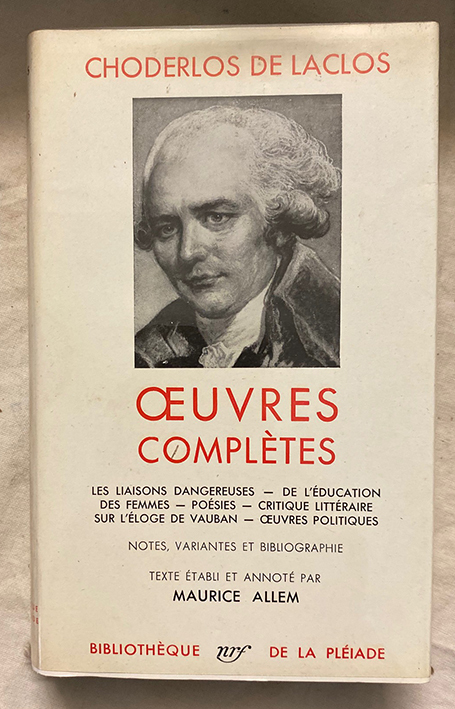 CHODERLOS DE LACLOS
ŒUVRES
COMPLÈTES
LES LIAISONS DANGEREUSES — DE L'ÉDUCATION
DES FEMMES — POÉSIES — CRITIQUE LITTÉRAIRE
SUR L'ÉLOGE DE VAUBAN — ŒUVRES POLITIQUES
NOTES, VARIANTES ET BIBLIOGRAPHIE
TEXTE ÉTABLI ET ANNOTÉ PAR
MAURICE ALLEM
BIBLIOTHÈQUE nrf DE LA PLÉIADE